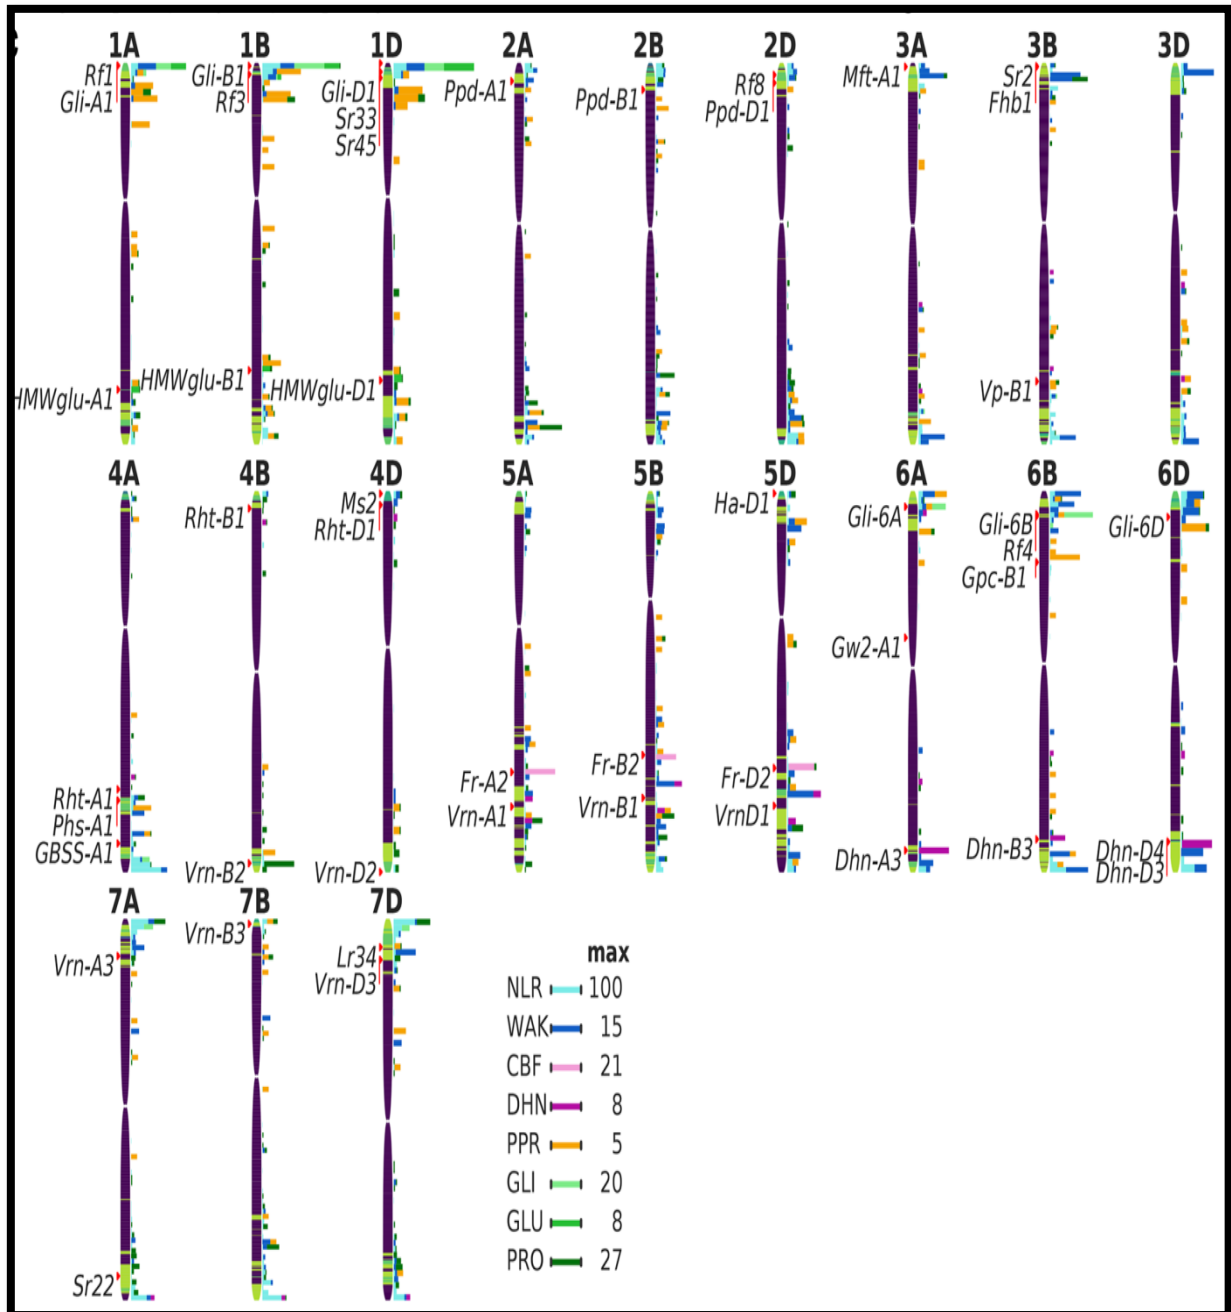 1A 1B 1D 2A 2B 2D 3A 3B 3D
Rf1
Gli-A1
HMWglu-A1
Gli-B1
Rf3
HMWglu-B1
Gli-D1
Sr33
Sr45
HMWglu-D1
Ppd-A1
Ppd-B1
Rf8
Ppd-D1
Mft-A1
Sr2
Fhb1
Vp-B1
4A 4B 4D 5A 5B 5D 6A 6B 6D
Rht-A1
Phs-A1
GBSS-A1
Rht-B1
Vrn-B2
Ms2
Rht-D1
Vrn-D2
Fr-A2
Vrn-A1
Fr-B2
Vrn-B1
Ha-D1
Fr-D2
VrnD1
Gli-6A
Gw2-A1
Dhn-A3
Gli-6B
Rf4
Gpc-B1
Dhn-B3
Gli-6D
Dhn-D4
Dhn-D3
7A 7B 7D
Vrn-A3
Sr22
Vrn-B3
Lr34
Vrn-D3
max
NLR 100
WAK 15
CBF 21
DHN 8
PPR 5
GLI 20
GLU 8
PRO 27